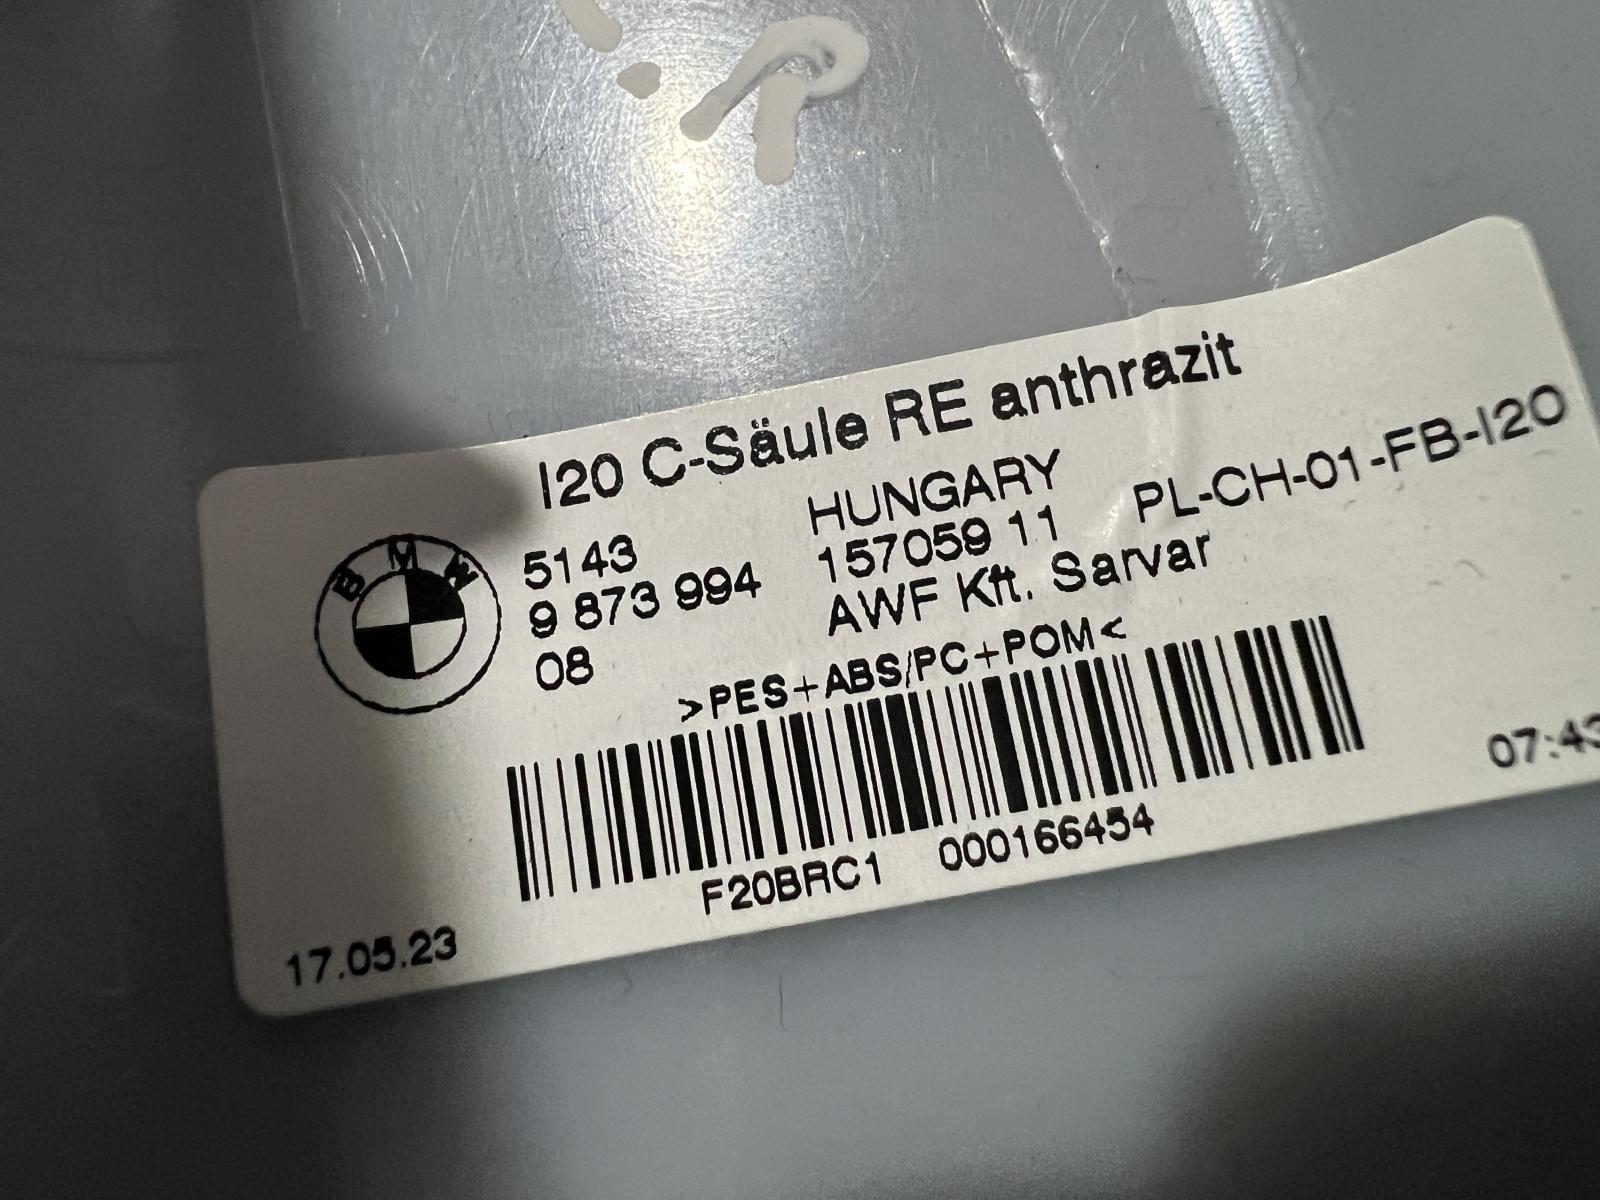 I20 C-Säule RE anthrazit
HUNGARY
PL-CH-01-FB-I20
BMW
5143
157059 11
9 873 994
AWF Kft. Sarvar
08
>PES+ABS/PC+POM<
07:43
F20BRC1 000166454
17.05.23